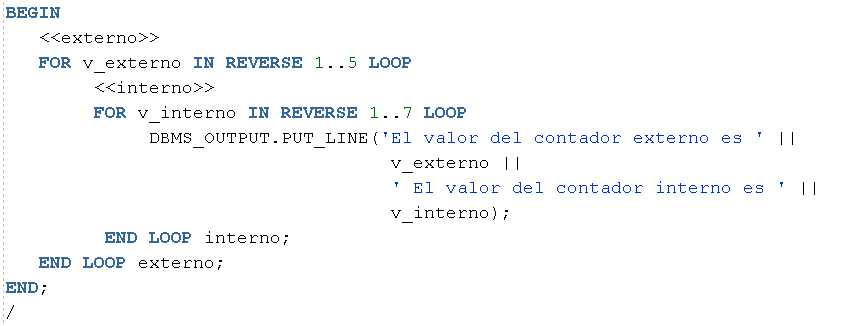 BEGIN
<<externo>>
FOR v_externo IN REVERSE 1..5 LOOP
<<interno>>
FOR v_interno IN REVERSE 1..7 LOOP
DBMS_OUTPUT.PUT_LINE('El valor del contador externo es ' ||
v_externo ||
' El valor del contador interno es ' ||
v_interno);
END LOOP interno;
END LOOP externo;
END;
/